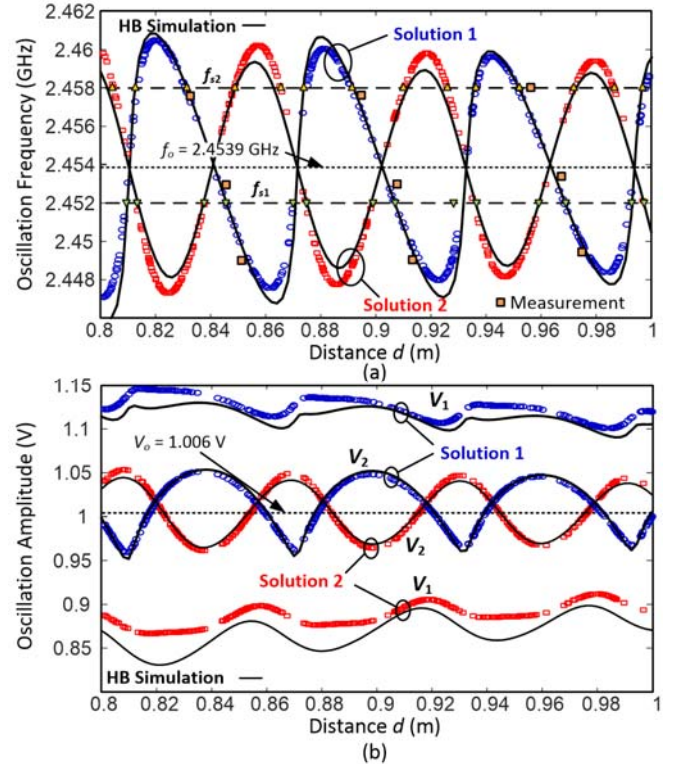 2.462
HB Simulation
Solution 1
2.46
fs2
2.458
2.456
fo = 2.4539 GHz
2.454
fs1
2.452
2.45
2.448
Solution 2
Measurement
Oscillation Frequency (GHz)
0.8 0.82 0.84 0.86 0.88 0.9 0.92 0.94 0.96 0.98 1
Distance d (m)
(a)
1.15
V1
1.1
Vo = 1.006 V
V2
Solution 1
1.05
1
0.95
V2
Solution 2
V1
0.9
0.85
HB Simulation
Oscillation Amplitude (V)
0.8 0.82 0.84 0.86 0.88 0.9 0.92 0.94 0.96 0.98 1
Distance d (m)
(b)